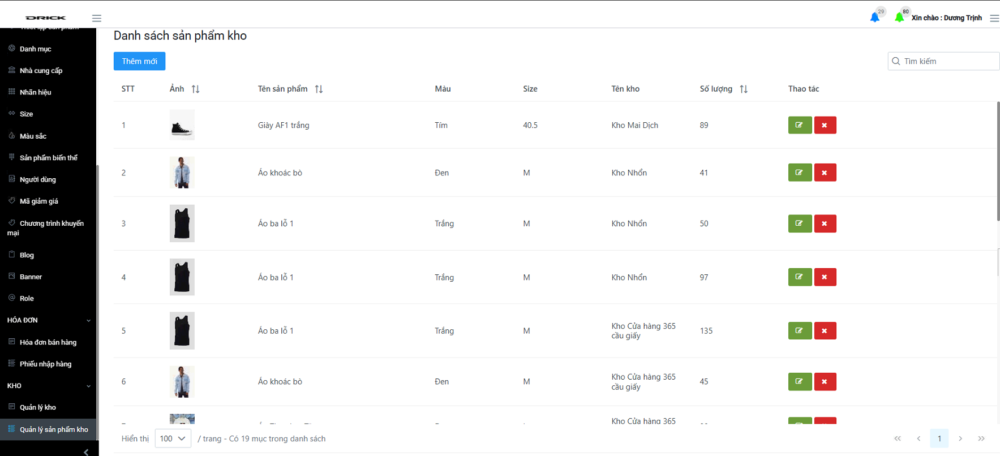 DRICK
29
80
Xin chào : Dương Trịnh
Thiết lập sản phẩm
Danh mục
Nhà cung cấp
Nhãn hiệu
Size
Màu sắc
Sản phẩm biến thể
Người dùng
Mã giảm giá
Chương trình khuyến
mại
Blog
Banner
Role
HÓA ĐƠN
Hóa đơn bán hàng
Phiếu nhập hàng
KHO
Quản lý kho
Quản lý sản phẩm kho
Danh sách sản phẩm kho
Thêm mới
Tìm kiếm
STT Ảnh Tên sản phẩm Màu Size Tên kho Số lượng Thao tác
1 Giày AF1 trắng Tím 40.5 Kho Mai Dịch 89
2 Áo khoác bò Đen M Kho Nhổn 41
3 Áo ba lỗ 1 Trắng M Kho Nhổn 50
4 Áo ba lỗ 1 Trắng M Kho Nhổn 97
5 Áo ba lỗ 1 Trắng M Kho Cửa hàng 365
cầu giấy 135
6 Áo khoác bò Đen M Kho Cửa hàng 365
cầu giấy 45
Kho Cửa hàng 365
Hiển thị 100 / trang - Có 19 mục trong danh sách
1